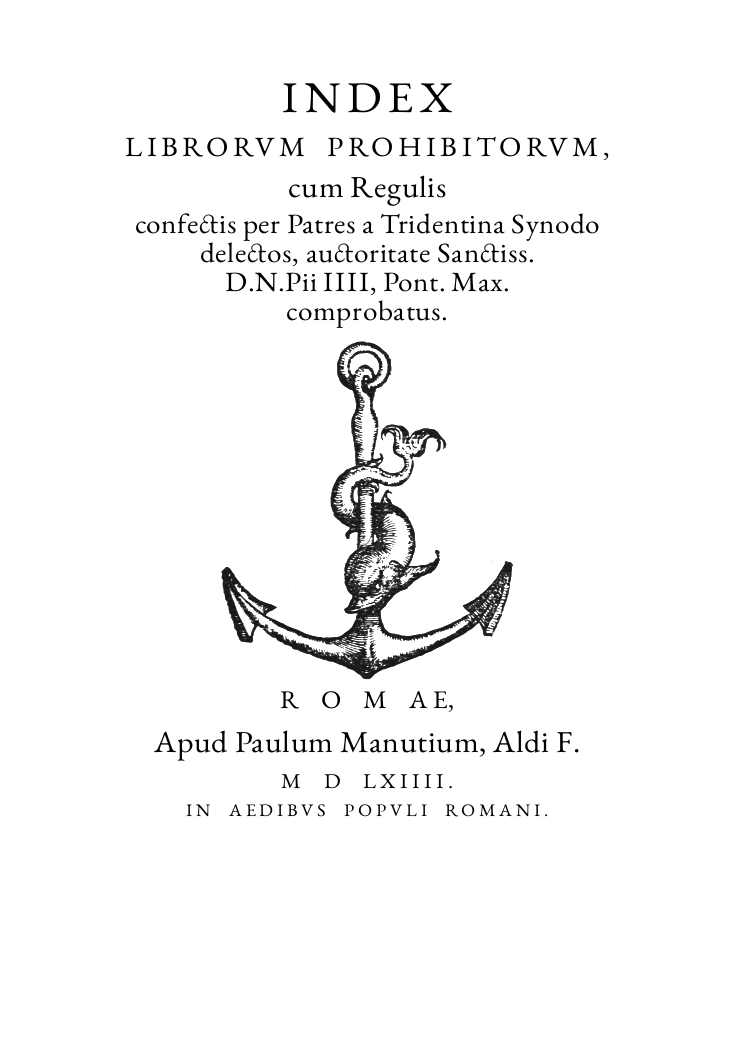 INDEX
LIBRORVM PROHIBITORVM,
cum Regulis
confectis per Patres a Tridentina Synodo
delectos, auctoritate Sanctiss.
D.N.Pii IIII, Pont. Max.
comprobatus.
R O M AE,
Apud Paulum Manutium, Aldi F.
M D LXIIII.
IN AEDIBVS POPVLI ROMANI.